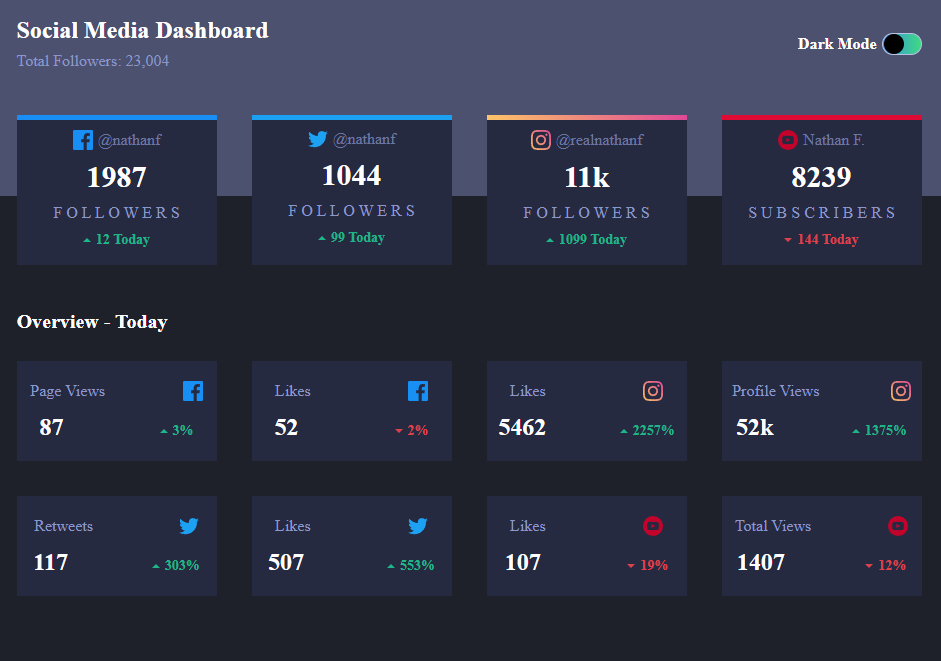 Social Media Dashboard
Total Followers: 23,004
Dark Mode
@nathanf
1987
FOLLOWERS
12 Today
@nathanf
1044
FOLLOWERS
99 Today
@realnathanf
11k
FOLLOWERS
1099 Today
Nathan F.
8239
SUBSCRIBERS
144 Today
Overview - Today
Page Views
87
3%
Likes
52
2%
Likes
5462
2257%
Profile Views
52k
1375%
Retweets
117
303%
Likes
507
553%
Likes
107
19%
Total Views
1407
12%